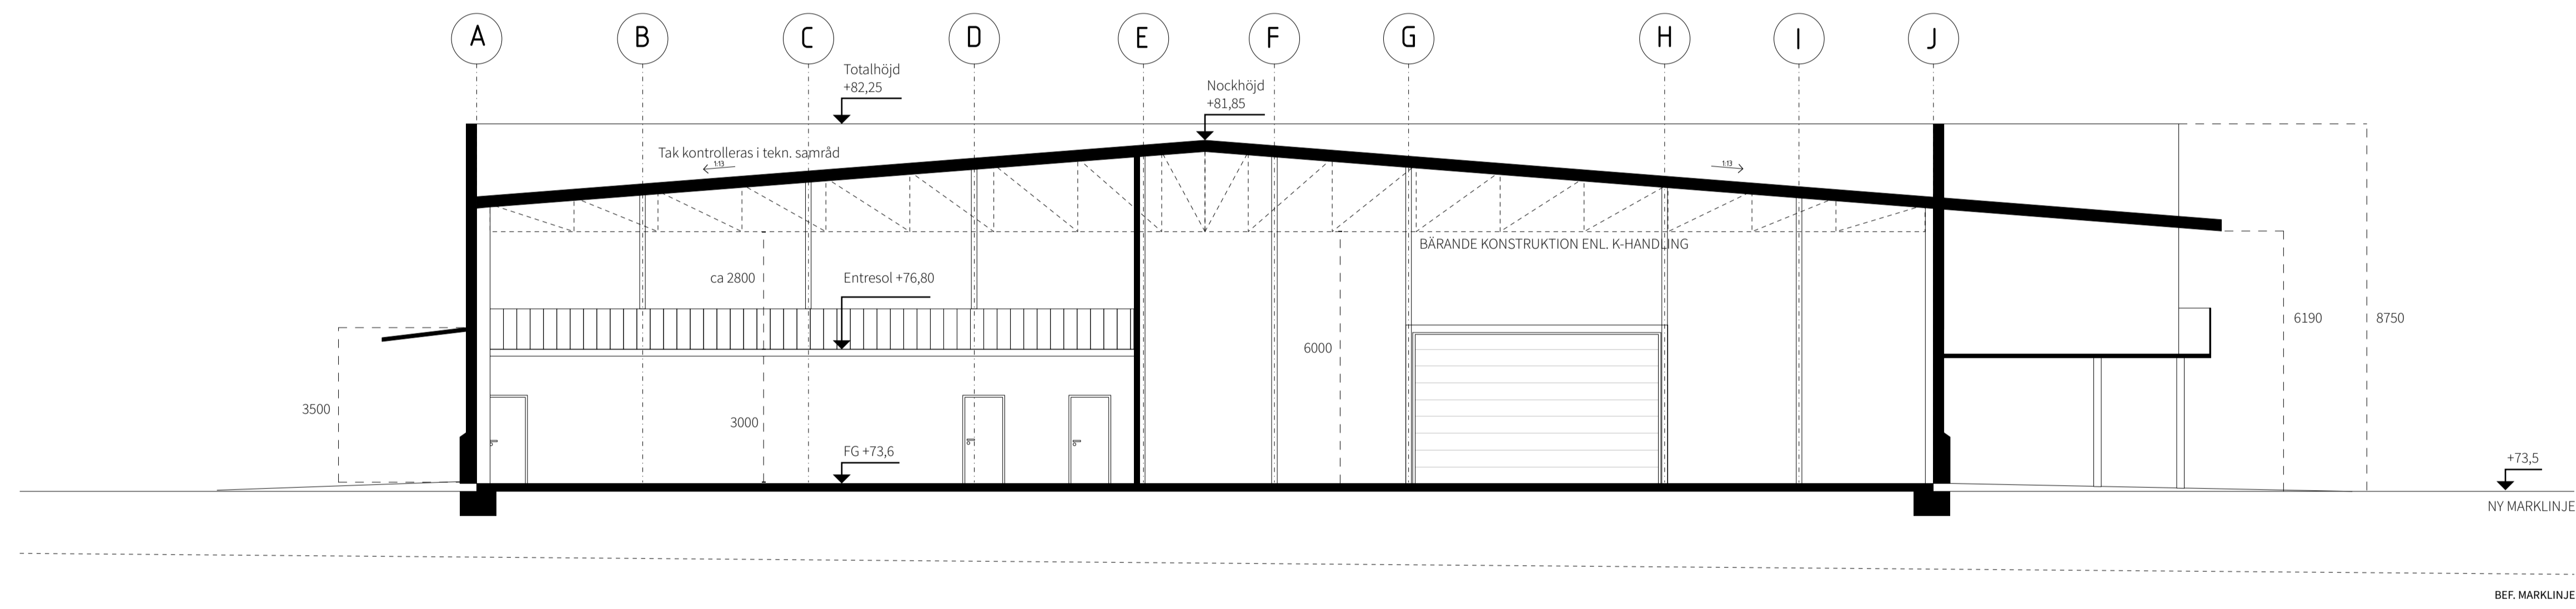 A
B
C
D
E
F
G
H
I
J
Totalhöjd
+82,25
Nockhöjd
+81,85
Tak kontrolleras i tekn. samråd
1:13
1:13
BÄRANDE KONSTRUKTION ENL. K-HANDLING
ca 2800
Entresol +76,80
6190
8750
6000
3500
3000
FG +73,6
+73,5
NY MARKLINJE
BEF. MARKLINJE